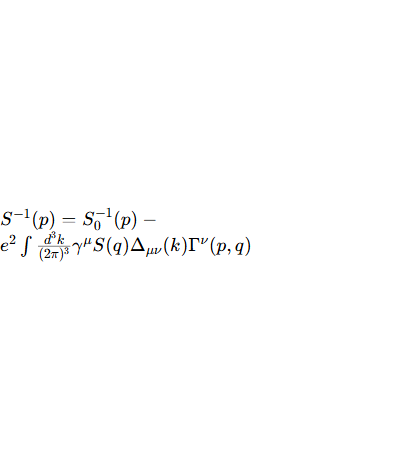 $S^{-1}(p) = S_0^{-1}(p) -$
$e^2 \int \frac{d^3k}{(2\pi)^3} \gamma^\mu S(q) \Delta_{\mu\nu}(k) \Gamma^\nu(p, q)$